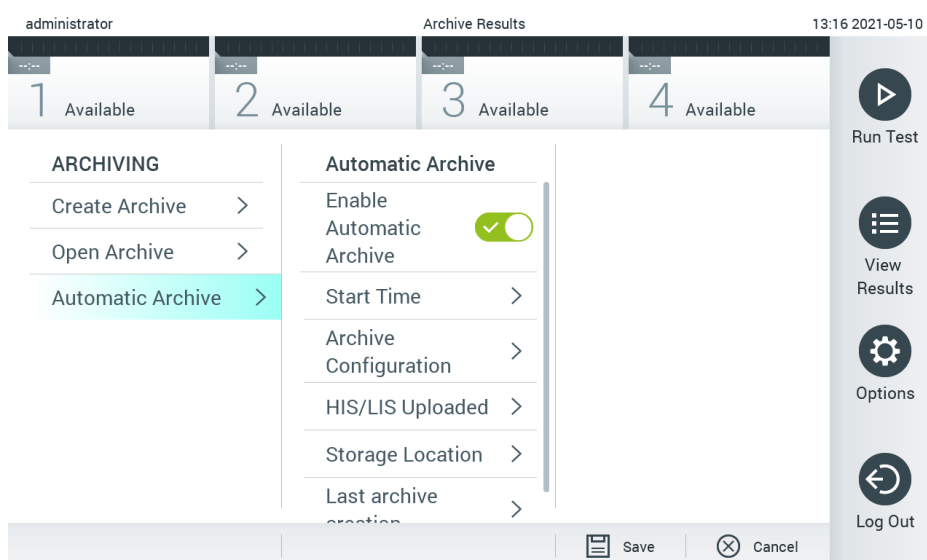 administrator
Archive Results
13:16 2021-05-10
--:--
--:--
--:--
--:--
1 Available
2 Available
3 Available
4 Available
Run Test
ARCHIVING
Create Archive
Open Archive
Automatic Archive
Automatic Archive
Enable
Automatic
Archive
Start Time
Archive
Configuration
HIS/LIS Uploaded
Storage Location
Last archive
creation
View
Results
Options
Log Out
Save
Cancel